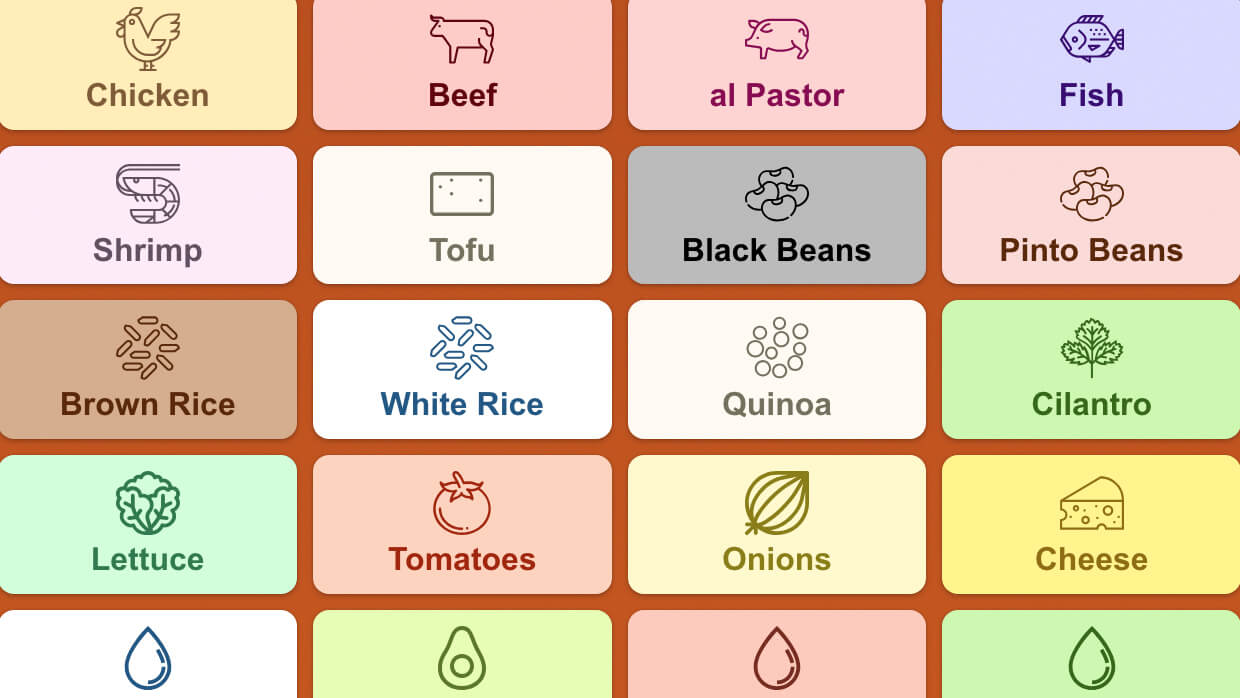 Chicken
Beef
al Pastor
Fish
Shrimp
Tofu
Black Beans
Pinto Beans
Brown Rice
White Rice
Quinoa
Cilantro
Lettuce
Tomatoes
Onions
Cheese